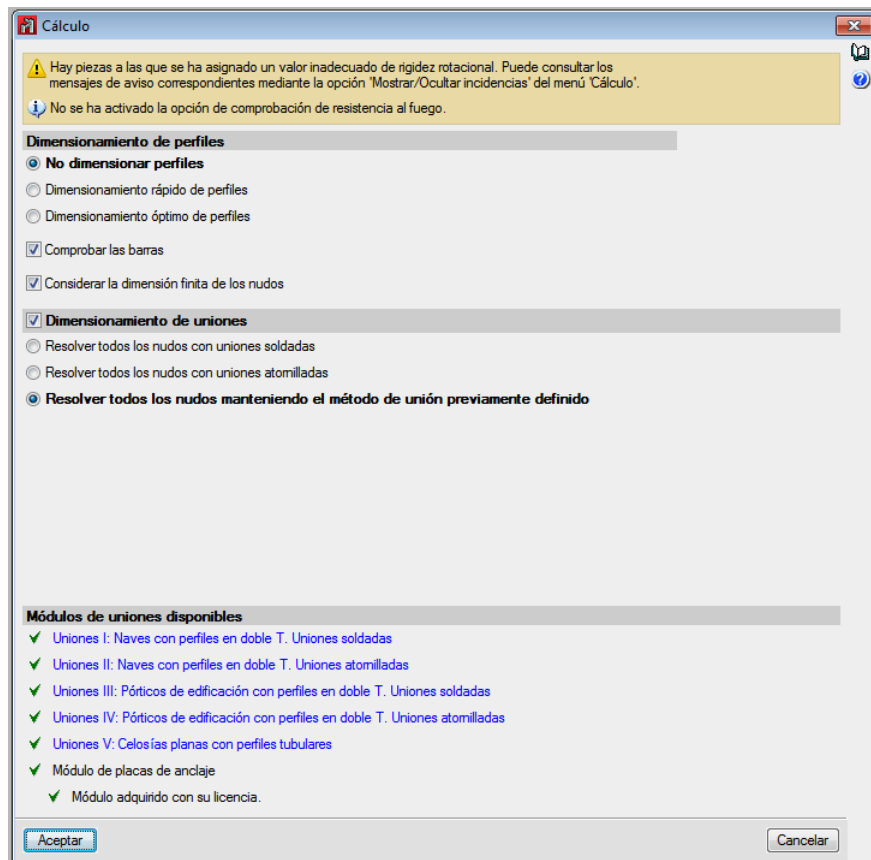 Cálculo
Hay piezas a las que se ha asignado un valor inadecuado de rigidez rotacional. Puede consultar los
mensajes de aviso correspondientes mediante la opción 'Mostrar/Ocultar incidencias' del menú 'Cálculo'.
No se ha activado la opción de comprobación de resistencia al fuego.
Dimensionamiento de perfiles
No dimensionar perfiles
Dimensionamiento rápido de perfiles
Dimensionamiento óptimo de perfiles
Comprobar las barras
Considerar la dimensión finita de los nudos
Dimensionamiento de uniones
Resolver todos los nudos con uniones soldadas
Resolver todos los nudos con uniones atornilladas
Resolver todos los nudos manteniendo el método de unión previamente definido
Módulos de uniones disponibles
Uniones I: Naves con perfiles en doble T. Uniones soldadas
Uniones II: Naves con perfiles en doble T. Uniones atornilladas
Uniones III: Pórticos de edificación con perfiles en doble T. Uniones soldadas
Uniones IV: Pórticos de edificación con perfiles en doble T. Uniones atornilladas
Uniones V: Celosías planas con perfiles tubulares
Módulo de placas de anclaje
Módulo adquirido con su licencia.
Aceptar
Cancelar